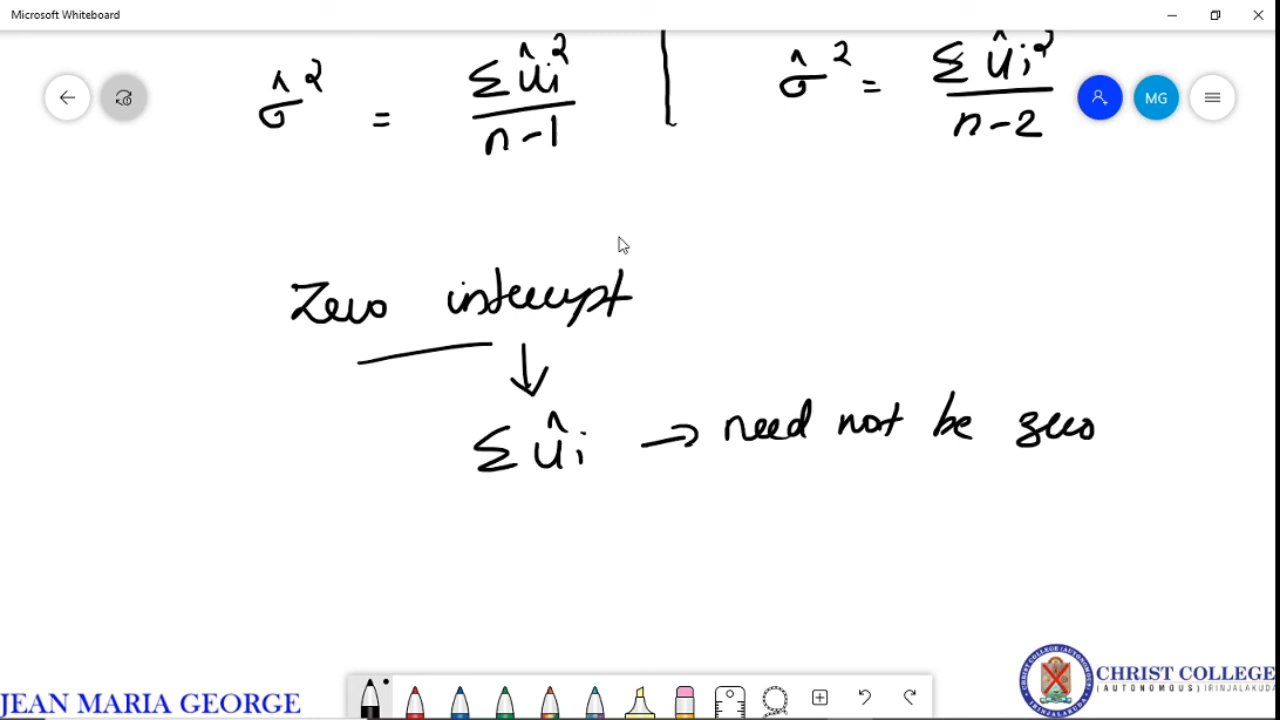 Microsoft Whiteboard
σ̂² = Σûi² / n-1 | σ̂² = Σûi² / n-2
MG
Zero intercept
↓
Σûi → need not be zero
JEAN MARIA GEORGE
CHRIST COLLEGE
(AUTONOMOUS) IRINJALAKUDA